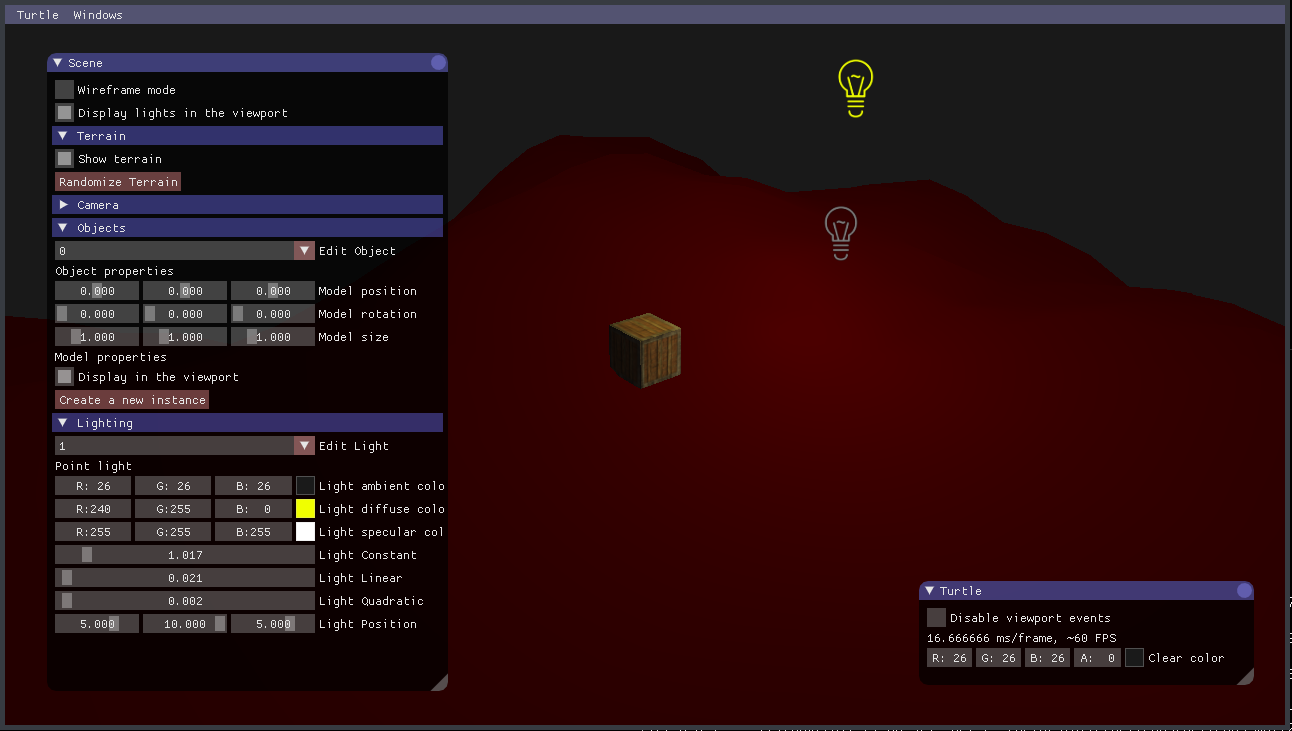 Turtle Windows
Scene
Wireframe mode
Display lights in the viewport
Terrain
Show terrain
Randomize Terrain
Camera
Objects
0 Edit Object
Object properties
0.000 0.000 0.000 Model position
0.000 0.000 0.000 Model rotation
1.000 1.000 1.000 Model size
Model properties
Display in the viewport
Create a new instance
Lighting
1 Edit Light
Point light
R: 26 G: 26 B: 26 Light ambient colo
R:240 G:255 B: 0 Light diffuse colo
R:255 G:255 B:255 Light specular col
1.017 Light Constant
0.021 Light Linear
0.002 Light Quadratic
5.000 10.000 5.000 Light Position
Turtle
Disable viewport events
16.666666 ms/frame, ~60 FPS
R: 26 G: 26 B: 26 A: 0 Clear color